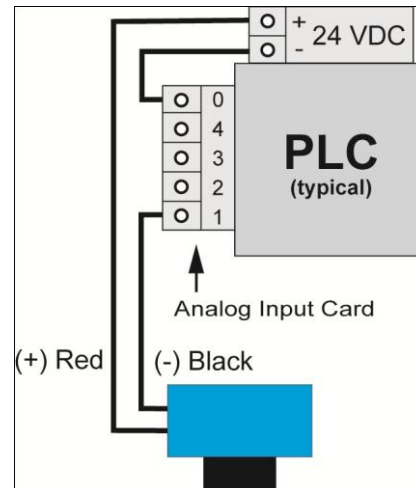 +
24 VDC
-
0
4
3
2
1
PLC
(typical)
Analog Input Card
(+) Red
(-) Black